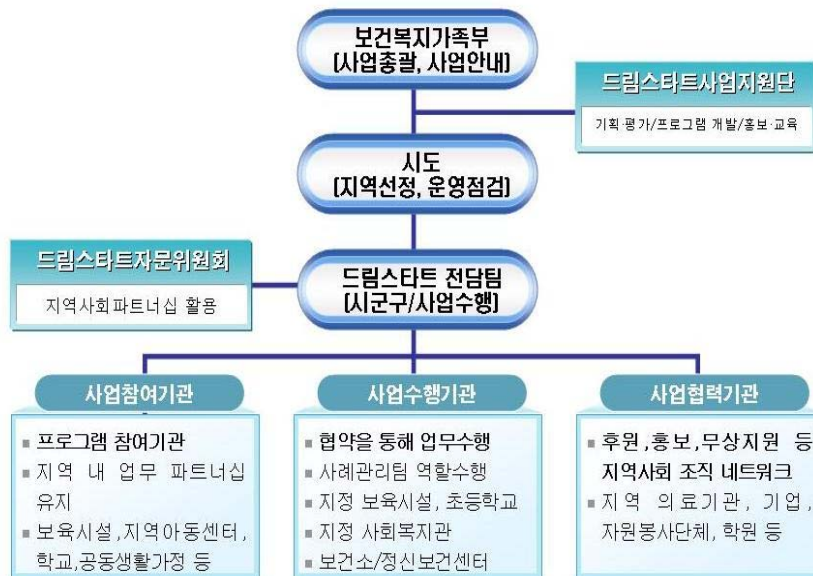 보건복지가족부
(사업총괄, 사업안내)
드림스타트사업지원단
기획·평가/프로그램 개발/홍보·교육
시도
(지역선정, 운영점검)
드림스타트자문위원회
지역사회파트너십 활용
드림스타트 전담팀
(시군구/사업수행)
사업참여기관
■ 프로그램 참여기관
■ 지역 내 업무 파트너십
유지
■ 보육시설,지역아동센터,
학교,공동생활가정 등
사업수행기관
■ 협약을 통해 업무수행
■ 사례관리팀 역할수행
■ 지정 보육시설, 초등학교
■ 지정 사회복지관
■ 보건소/정신보건센터
사업협력기관
■ 후원,홍보,무상지원 등
지역사회 조직 네트워크
■ 지역 의료기관, 기업,
자원봉사단체, 학원 등